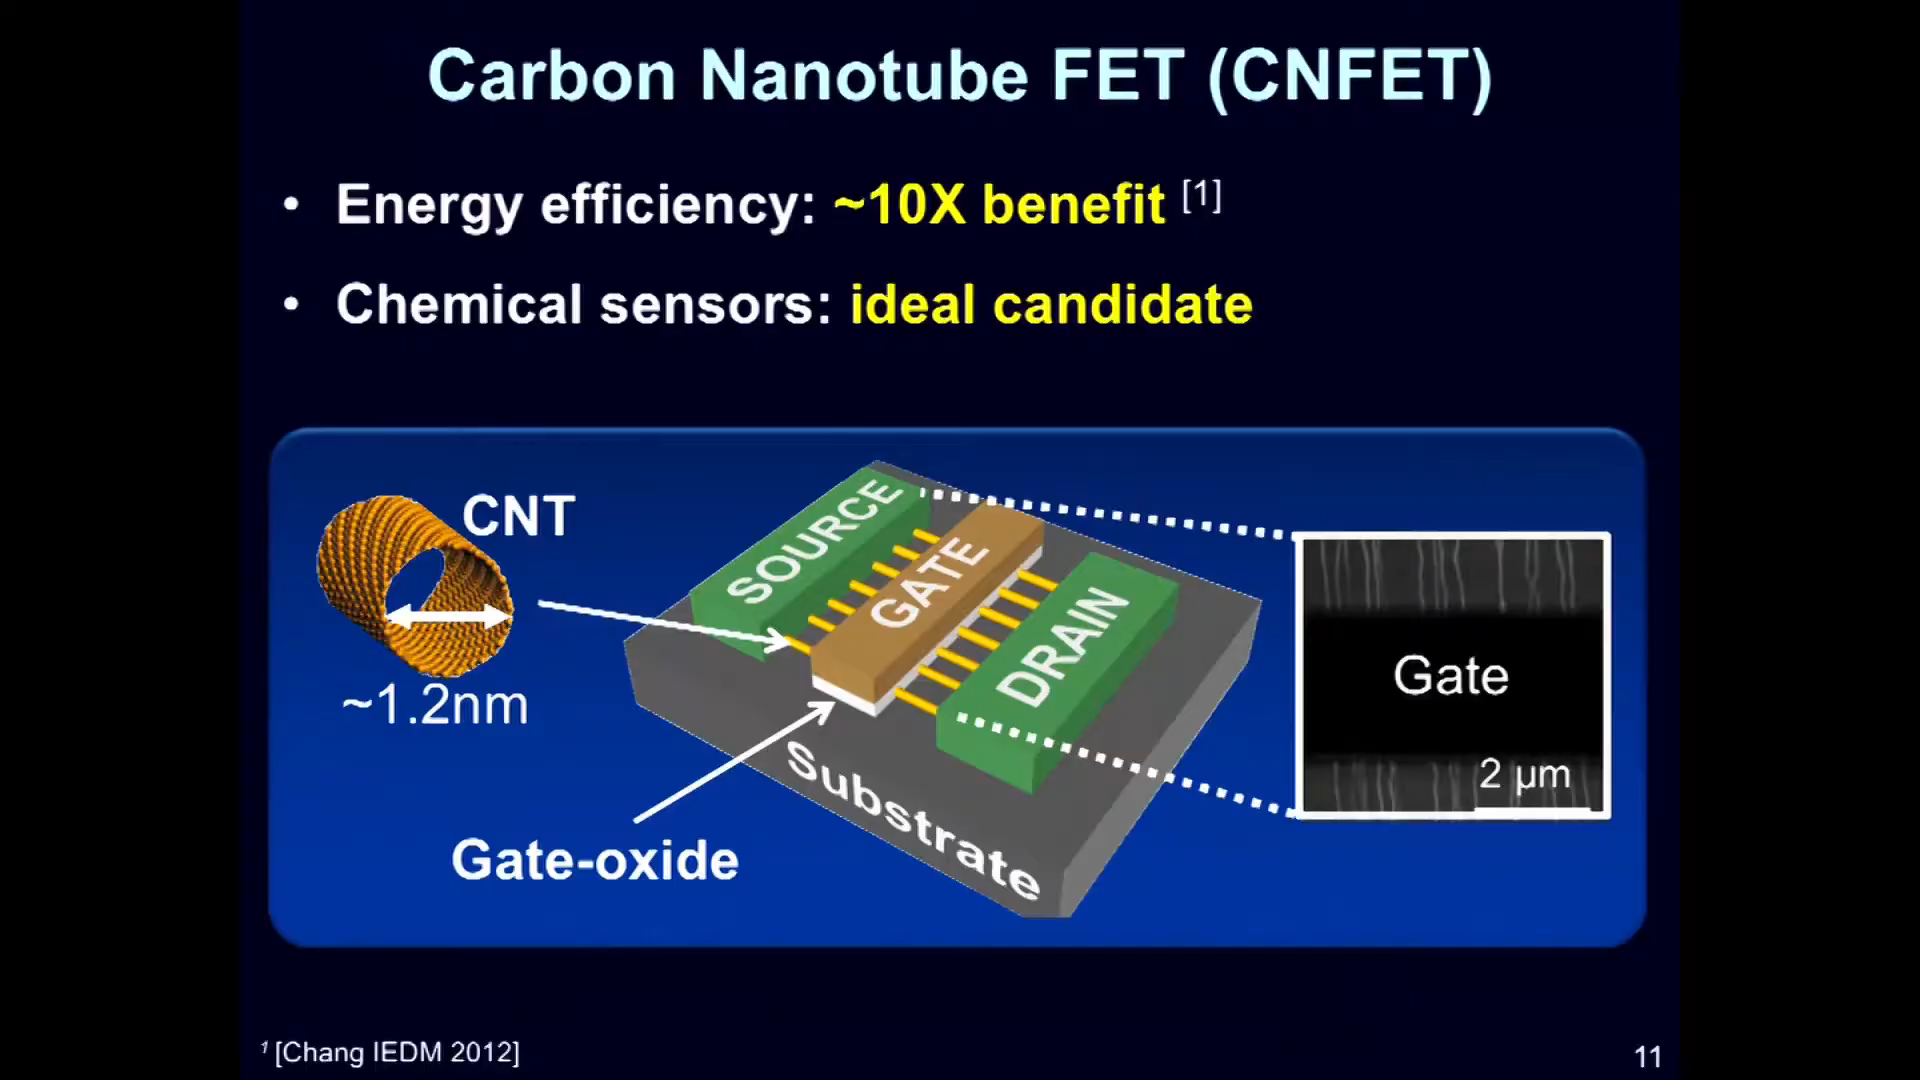 Carbon Nanotube FET (CNFET)
• Energy efficiency: ~10X benefit [1]
• Chemical sensors: ideal candidate
CNT
~1.2nm
SOURCE
GATE
DRAIN
Substrate
Gate-oxide
Gate
2 µm
1 [Chang IEDM 2012]
11